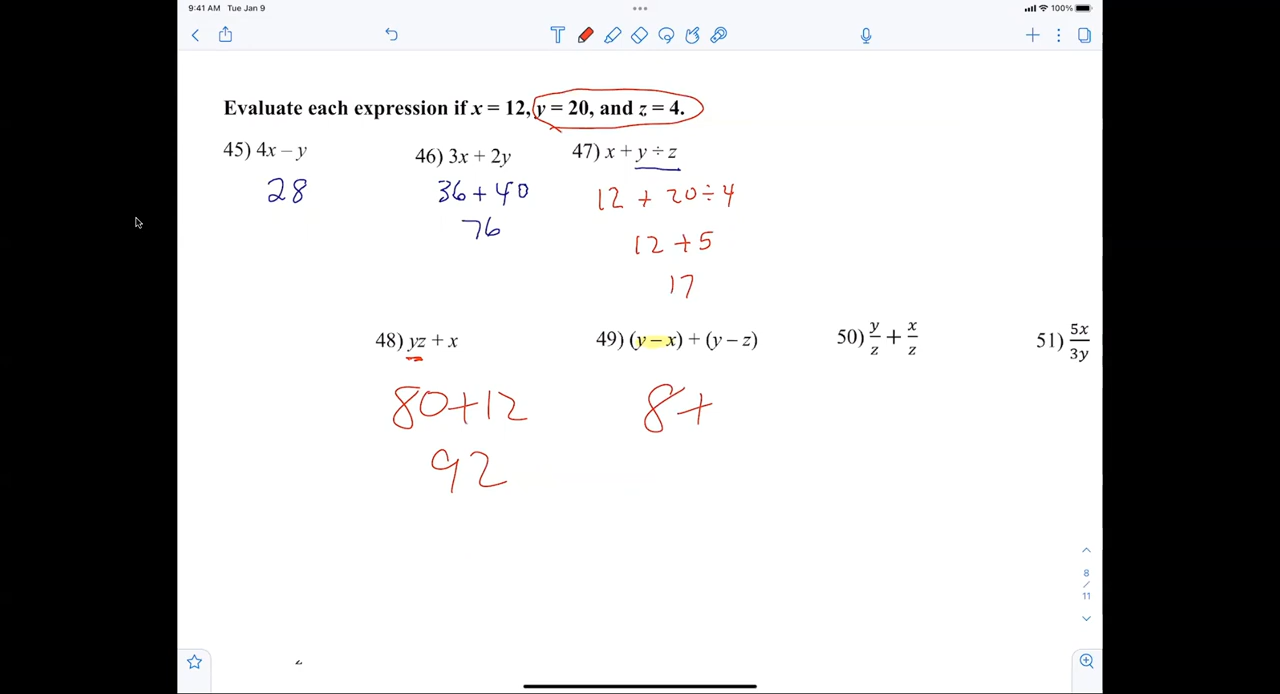 9:41 AM Tue Jan 9
100%
Evaluate each expression if x = 12, y = 20, and z = 4.
45) 4x – y
46) 3x + 2y
47) x + y ÷ z
28
36 + 40
76
12 + 20 ÷ 4
12 + 5
17
48) yz + x
49) (y – x) + (y – z)
50) y/z + x/z
51) 5x/3y
80+12
92
8+
8
/
11